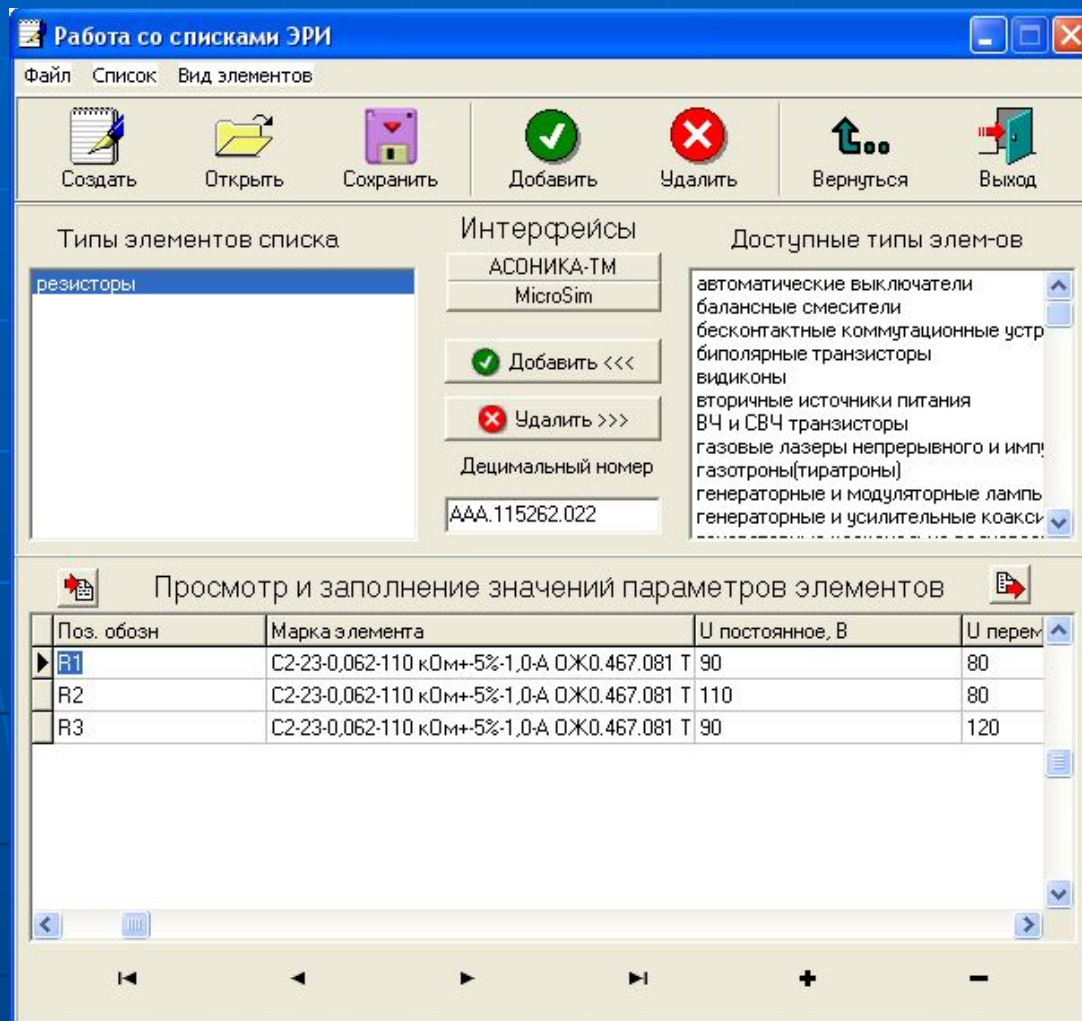 Работа со списками ЭРИ
Файл Список Вид элементов
Создать Открыть Сохранить Добавить Удалить Вернуться Выход
Типы элементов списка
резисторы
Интерфейсы
АСОНИКА-ТМ
MicroSim
Добавить <<<
Удалить >>>
Децимальный номер
ААА.115262.022
Доступные типы элем-ов
автоматические выключатели
балансные смесители
бесконтактные коммутационные устр
биполярные транзисторы
видиконы
вторичные источники питания
ВЧ и СВЧ транзисторы
газовые лазеры непрерывного и имп
газотроны(тиратроны)
генераторные и модуляторные лампы
генераторные и усилительные коакси
Просмотр и заполнение значений параметров элементов
Поз. обозн Марка элемента U постоянное, В U перем
R1 С2-23-0,062-110 кОм+-5%-1,0-А ОЖ0.467.081 Т 90 80
R2 С2-23-0,062-110 кОм+-5%-1,0-А ОЖ0.467.081 Т 110 80
R3 С2-23-0,062-110 кОм+-5%-1,0-А ОЖ0.467.081 Т 90 120